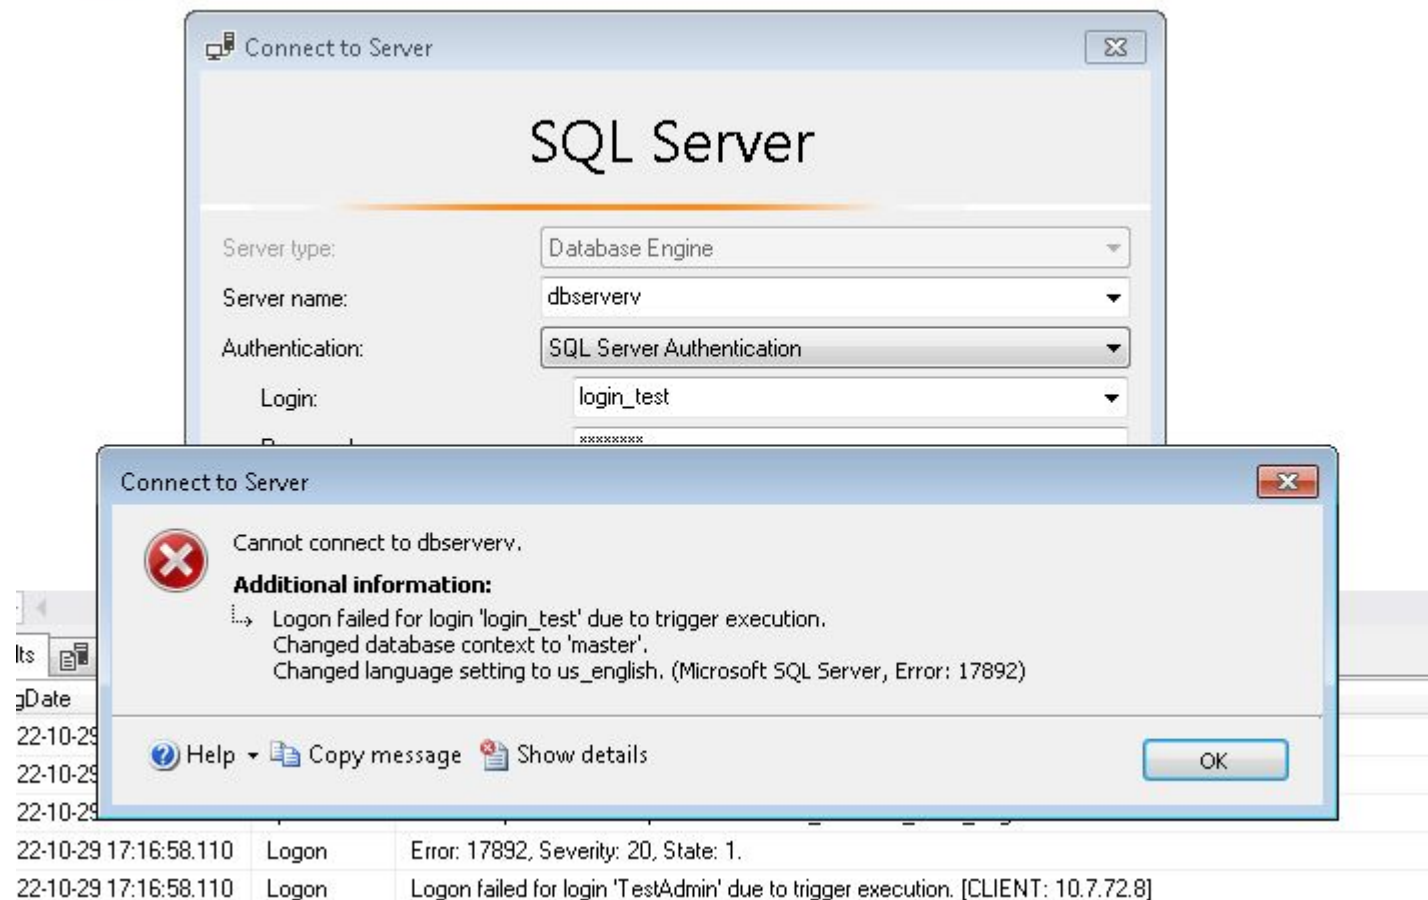 Connect to Server
SQL Server
Server type:
Database Engine
Server name:
dbserverv
Authentication:
SQL Server Authentication
Login:
login_test
xxxxxxxx
Connect to Server
Cannot connect to dbserverv.
Additional information:
Logon failed for login 'login_test' due to trigger execution.
Changed database context to 'master'.
Changed language setting to us_english. (Microsoft SQL Server, Error: 17892)
lts
gDate
22-10-29
22-10-29
22-10-29
Help
Copy message
Show details
OK
22-10-29 17:16:58.110 Logon Error: 17892, Severity: 20, State: 1.
22-10-29 17:16:58.110 Logon Logon failed for login 'TestAdmin' due to trigger execution. [CLIENT: 10.7.72.8]